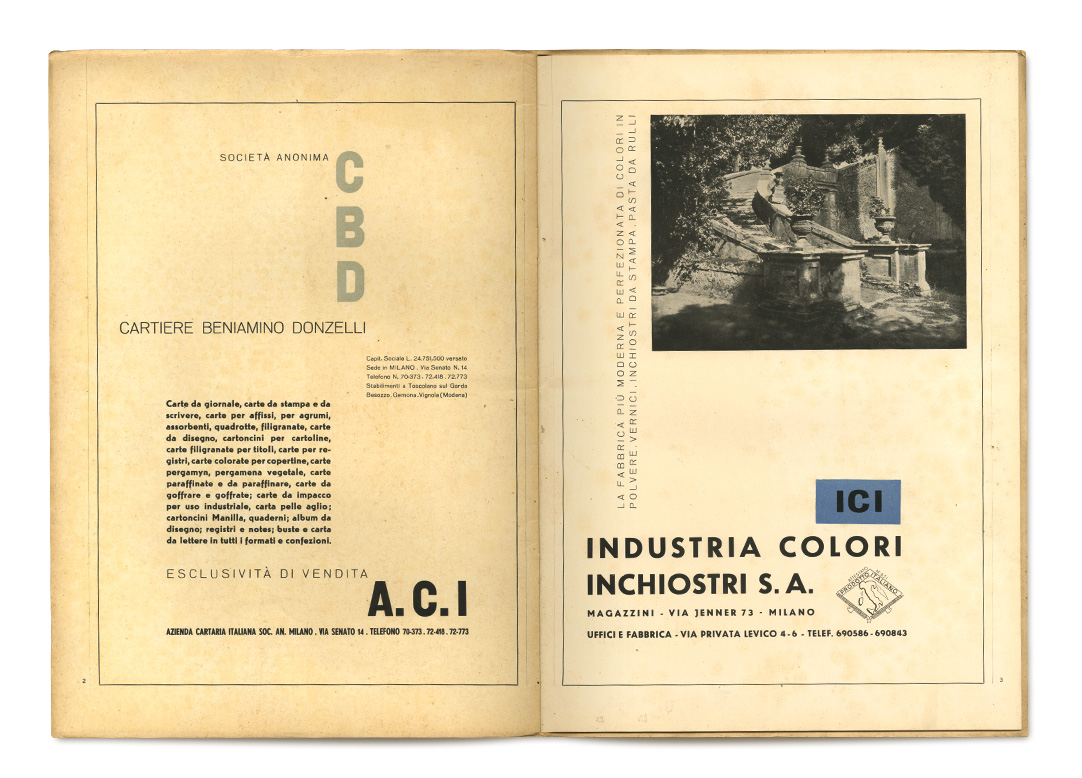 SOCIETÀ ANONIMA
C
B
D
CARTIERE BENIAMINO DONZELLI
Capit. Sociale L. 24.751.000 versato
Sede in MILANO . Via Senato N. 14
Telefono N. 70-373 . 72-418 . 72.773
Stabilimenti a Toscolano sul Garda
Besozzo . Gemona . Vignola (Modena)
Carte da giornale, carte da stampa e da
scrivere, carte per affissi, per agrumi,
assorbenti, quadrotte, filigranate, carte
da disegno, cartoncini per cartoline,
carte filigranate per titoli, carte per re-
gistri, carte colorate per copertine, carte
pergamyn, pergamena vegetale, carte
paraffinate e da paraffinare, carte da
goffrare e goffrate; carte da impacco
per uso industriale, carta pelle aglio;
cartoncini Manilla, quaderni; album da
disegno; registri e notes; buste e carta
da lettere in tutti i formati e confezioni.
ESCLUSIVITÀ DI VENDITA
A.C.I
AZIENDA CARTARIA ITALIANA SOC. AN. MILANO . VIA SENATO 14 . TELEFONO 70-373 . 72-418 . 72-773
2
LA FABBRICA PIÙ MODERNA E PERFEZIONATA DI COLORI IN
POLVERE . VERNICI . INCHIOSTRI DA STAMPA . PASTA DA RULLI
ICI
INDUSTRIA COLORI
INCHIOSTRI S. A.
PRODOTTO ITALIANO
MAGAZZINI - VIA JENNER 73 - MILANO
UFFICI E FABBRICA - VIA PRIVATA LEVICO 4-6 - TELEF. 690586 - 690843
3